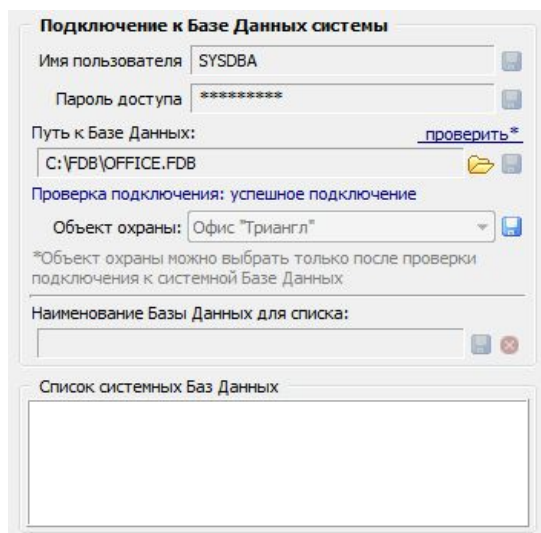 Подключение к Базе Данных системы
Имя пользователя SYSDBA
Пароль доступа *********
Путь к Базе Данных: проверить*
C:\FDB\OFFICE.FDB
Проверка подключения: успешное подключение
Объект охраны: Офис "Триангл"
*Объект охраны можно выбрать только после проверки
подключения к системной Базе Данных
Наименование Базы Данных для списка:
Список системных Баз Данных